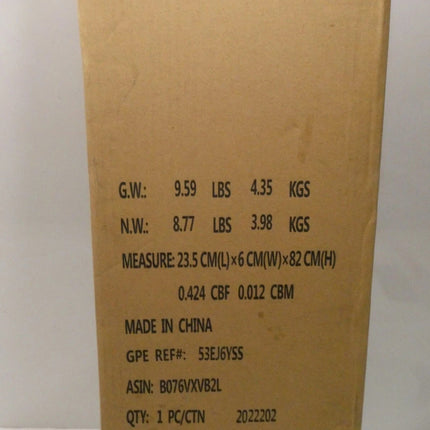 G.W.: 9.59 LBS 4.35 KGS
N.W.: 8.77 LBS 3.98 KGS
MEASURE: 23.5 CM(L)×6 CM(W)×82 CM(H)
0.424 CBF 0.012 CBM
MADE IN CHINA
GPE REF#: 53EJ6YSS
ASIN: B076VXVB2L
QTY: 1 PC/CTN 2022202